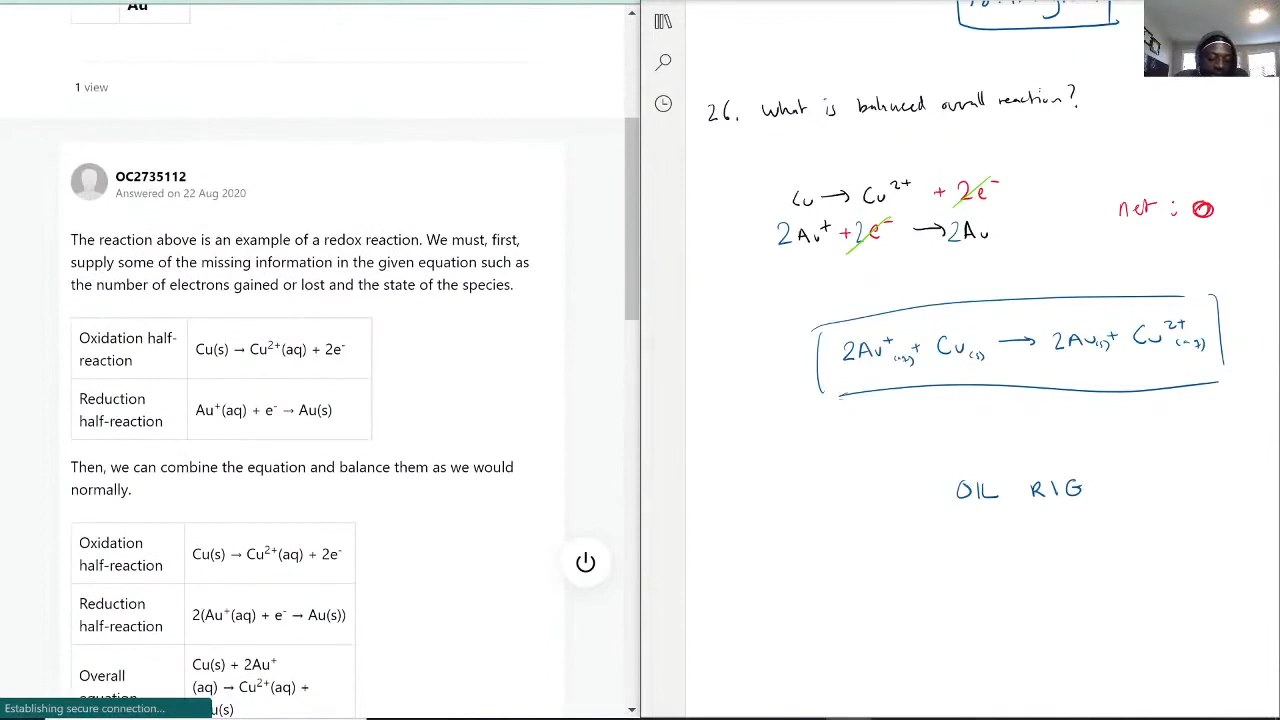 Au
1 view
OC2735112
Answered on 22 Aug 2020
The reaction above is an example of a redox reaction. We must, first,
supply some of the missing information in the given equation such as
the number of electrons gained or lost and the state of the species.
Oxidation half-
reaction
Cu(s) → Cu²⁺(aq) + 2e⁻
Reduction
half-reaction
Au⁺(aq) + e⁻ → Au(s)
Then, we can combine the equation and balance them as we would
normally.
Oxidation
half-reaction
Cu(s) → Cu²⁺(aq) + 2e⁻
Reduction
half-reaction
2(Au⁺(aq) + e⁻ → Au(s))
Overall
equation
Cu(s) + 2Au⁺
(aq) → Cu²⁺(aq) +
u(s)
Establishing secure connection...
26. What is balanced overall reaction?
Cu → Cu²⁺ + 2e⁻
2Au⁺ + 2e⁻ → 2Au
net : 0
2Au⁺(aq) + Cu(s) → 2Au(s) + Cu²⁺(aq)
OIL RIG